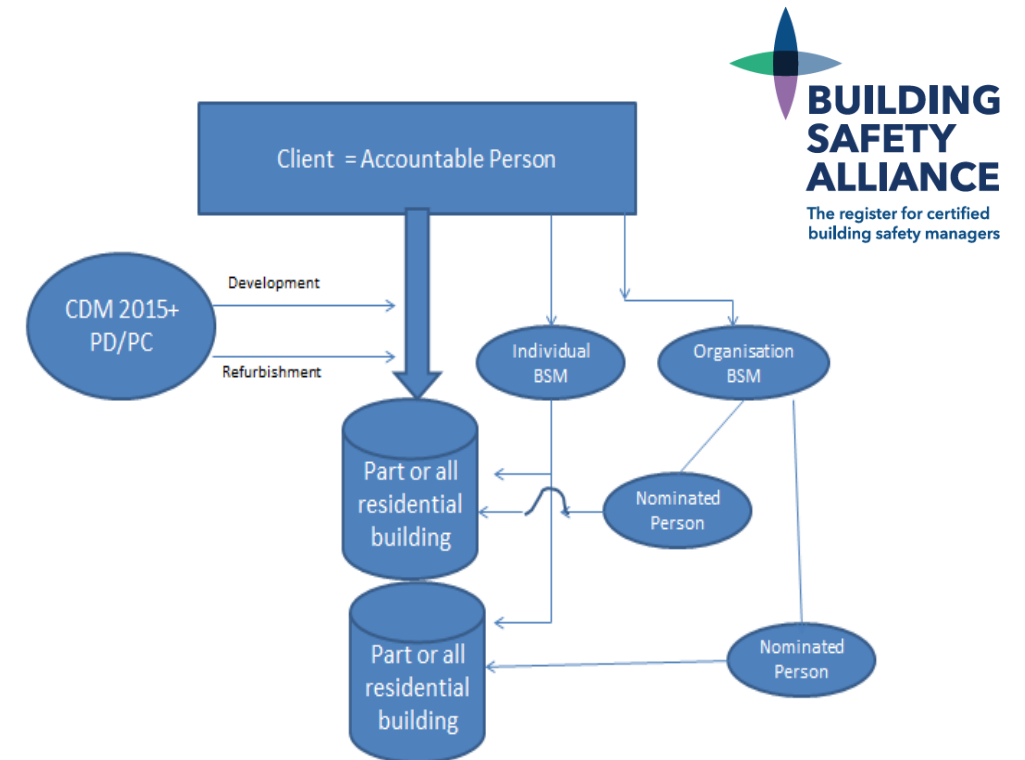 BUILDING
SAFETY
ALLIANCE
The register for certified
building safety managers
Client = Accountable Person
CDM 2015+
PD/PC
Development
Refurbishment
Individual
BSM
Organisation
BSM
Part or all
residential
building
Nominated
Person
Part or all
residential
building
Nominated
Person